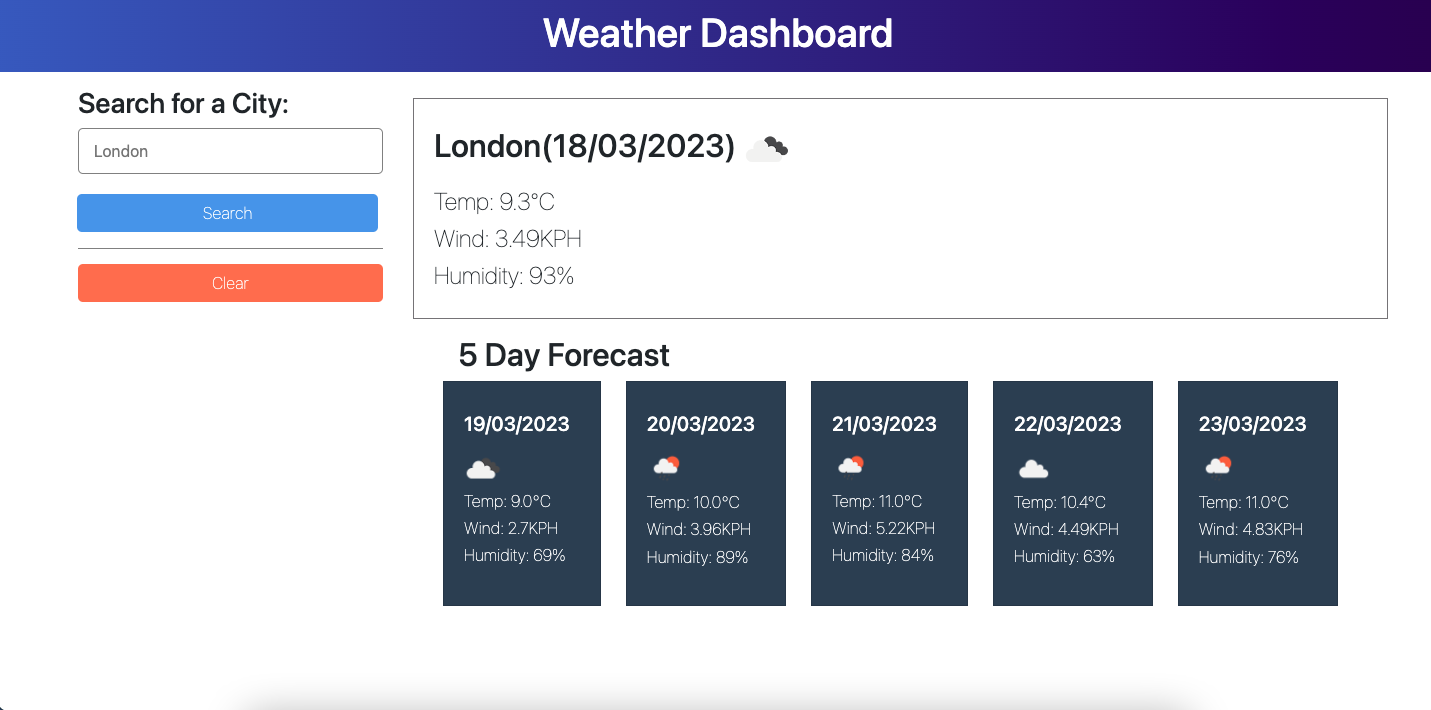 Weather Dashboard
Search for a City:
London
Search
Clear
London(18/03/2023)
Temp: 9.3°C
Wind: 3.49KPH
Humidity: 93%
5 Day Forecast
19/03/2023
Temp: 9.0°C
Wind: 2.7KPH
Humidity: 69%
20/03/2023
Temp: 10.0°C
Wind: 3.96KPH
Humidity: 89%
21/03/2023
Temp: 11.0°C
Wind: 5.22KPH
Humidity: 84%
22/03/2023
Temp: 10.4°C
Wind: 4.49KPH
Humidity: 63%
23/03/2023
Temp: 11.0°C
Wind: 4.83KPH
Humidity: 76%